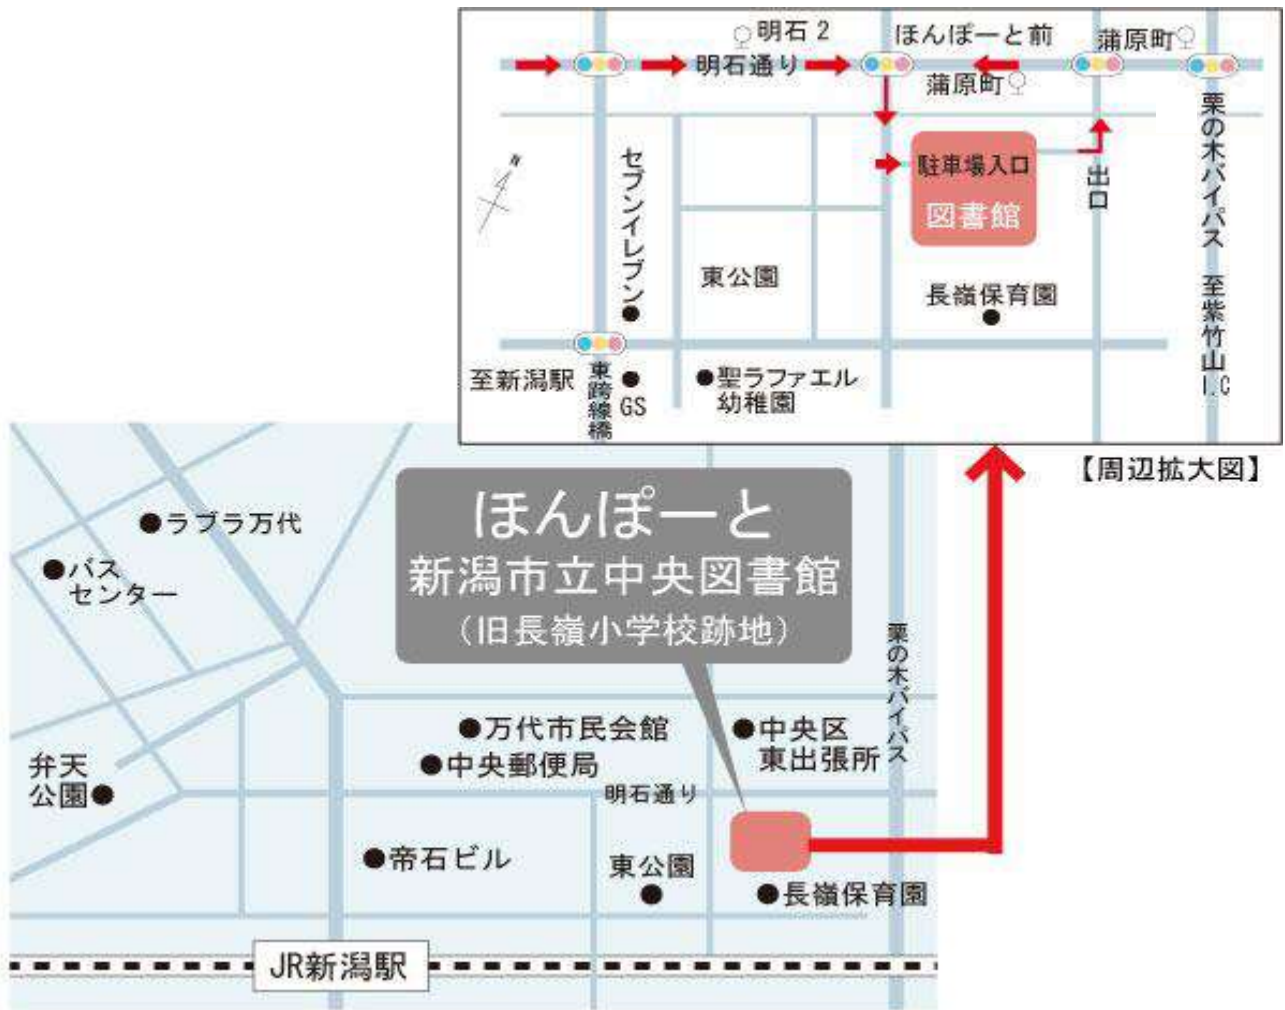 明石2
ほんぽーと前
蒲原町
明石通り
蒲原町
N
セブンイレブン
駐車場入口
図書館
出口
栗の木バイパス 至紫竹山I.C
東公園
長嶺保育園
至新潟駅
東跨線橋
GS
聖ラファエル
幼稚園
【周辺拡大図】
ほんぽーと
新潟市立中央図書館
(旧長嶺小学校跡地)
ラブラ万代
バス
センター
栗の木バイパス
万代市民会館
中央郵便局
中央区
東出張所
弁天
公園
明石通り
帝石ビル
東公園
長嶺保育園
JR新潟駅